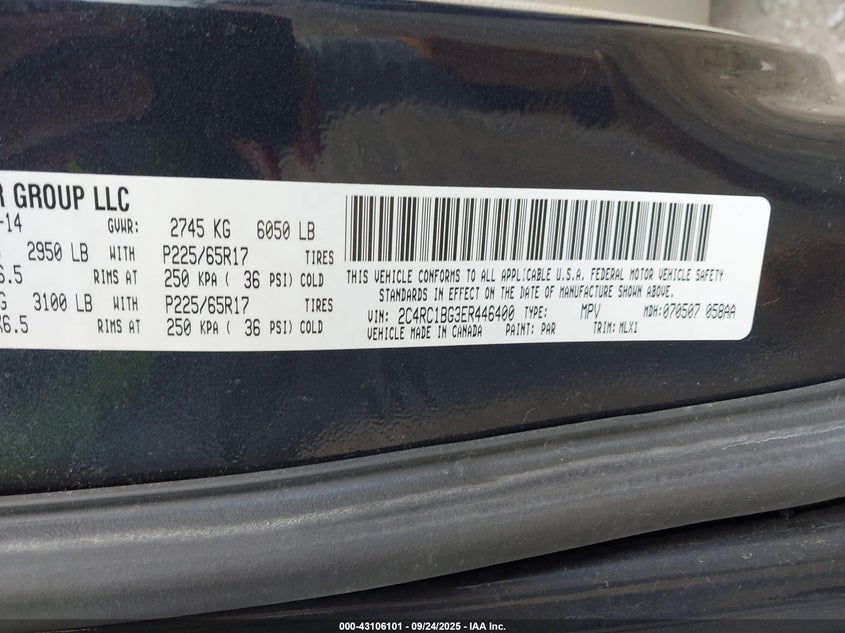 R GROUP LLC
-14 GVWR: 2745 KG 6050 LB
2950 LB WITH P225/65R17 TIRES
6.5 RIMS AT 250 KPA ( 36 PSI) COLD
G 3100 LB WITH P225/65R17 TIRES
X6.5 RIMS AT 250 KPA ( 36 PSI) COLD
THIS VEHICLE CONFORMS TO ALL APPLICABLE U.S.A. FEDERAL MOTOR VEHICLE SAFETY
STANDARDS IN EFFECT ON THE DATE OF MANUFACTURE SHOWN ABOVE.
VIN: 2C4RC1BG3ER446400 TYPE: MPV MDH: 070507 058AA
VEHICLE MADE IN CANADA PAINT: PAR TRIM: MLX1
000-43106101 - 09/24/2025 - IAA Inc.